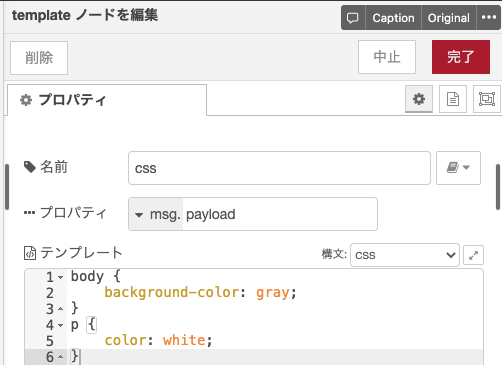 template ノードを編集
Caption Original
削除 中止 完了
プロパティ
名前 css
プロパティ msg. payload
テンプレート 構文: css
1 body {
2 background-color: gray;
3 }
4 p {
5 color: white;
6 }